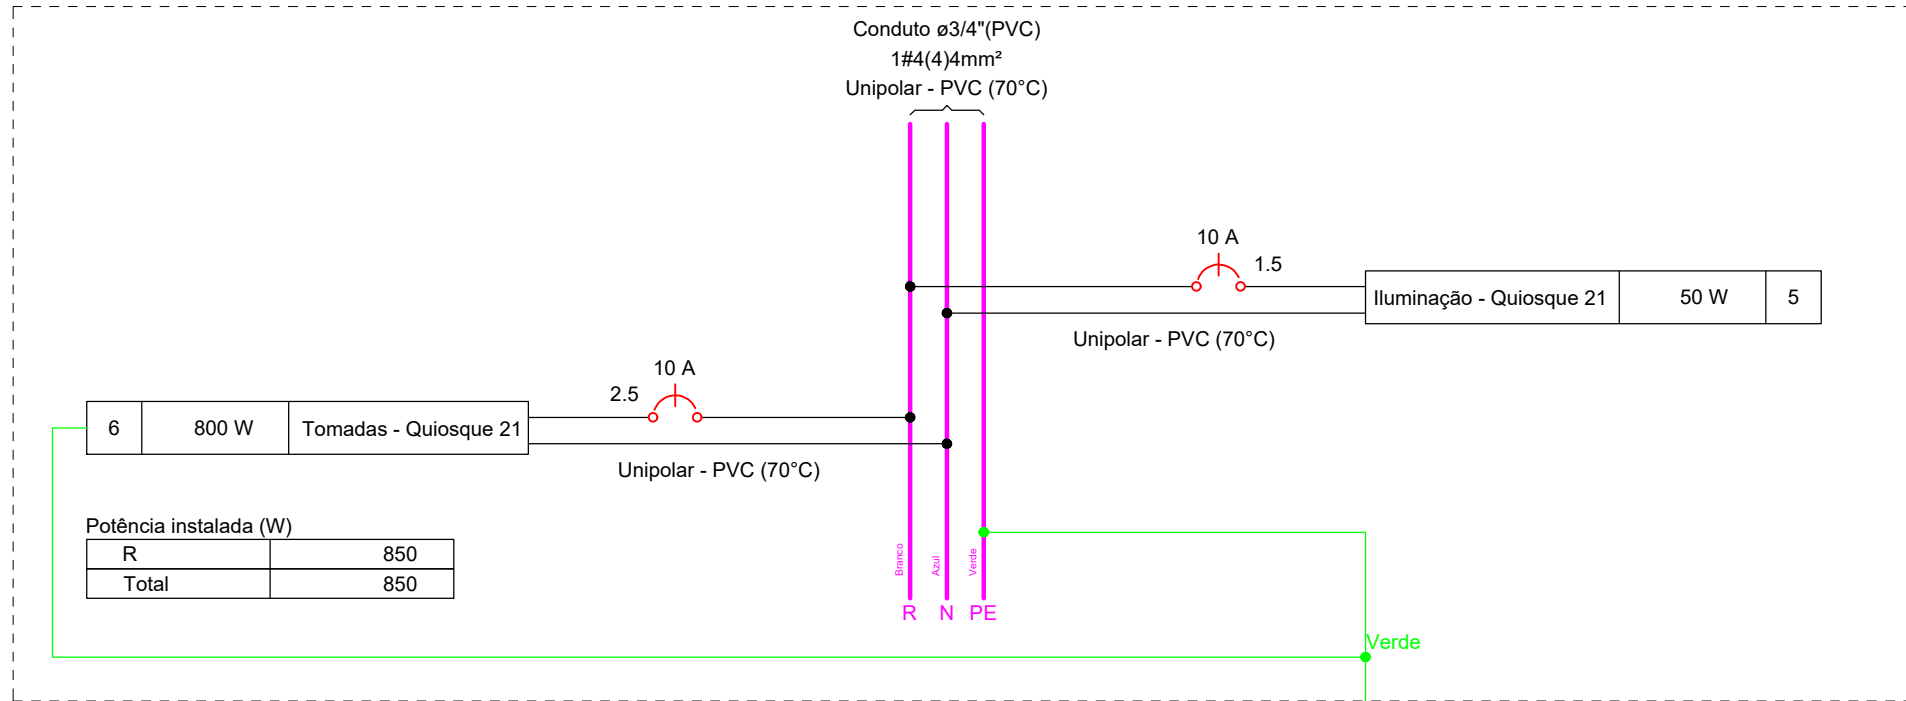 Conduto ø3/4"(PVC)
1#4(4)4mm²
Unipolar - PVC (70°C)
10 A
1.5
Iluminação - Quiosque 21 50 W 5
Unipolar - PVC (70°C)
10 A
2.5
6 800 W Tomadas - Quiosque 21
Unipolar - PVC (70°C)
Potência instalada (W)
R 850
Total 850
Branco
Azul
Verde
R N PE
Verde